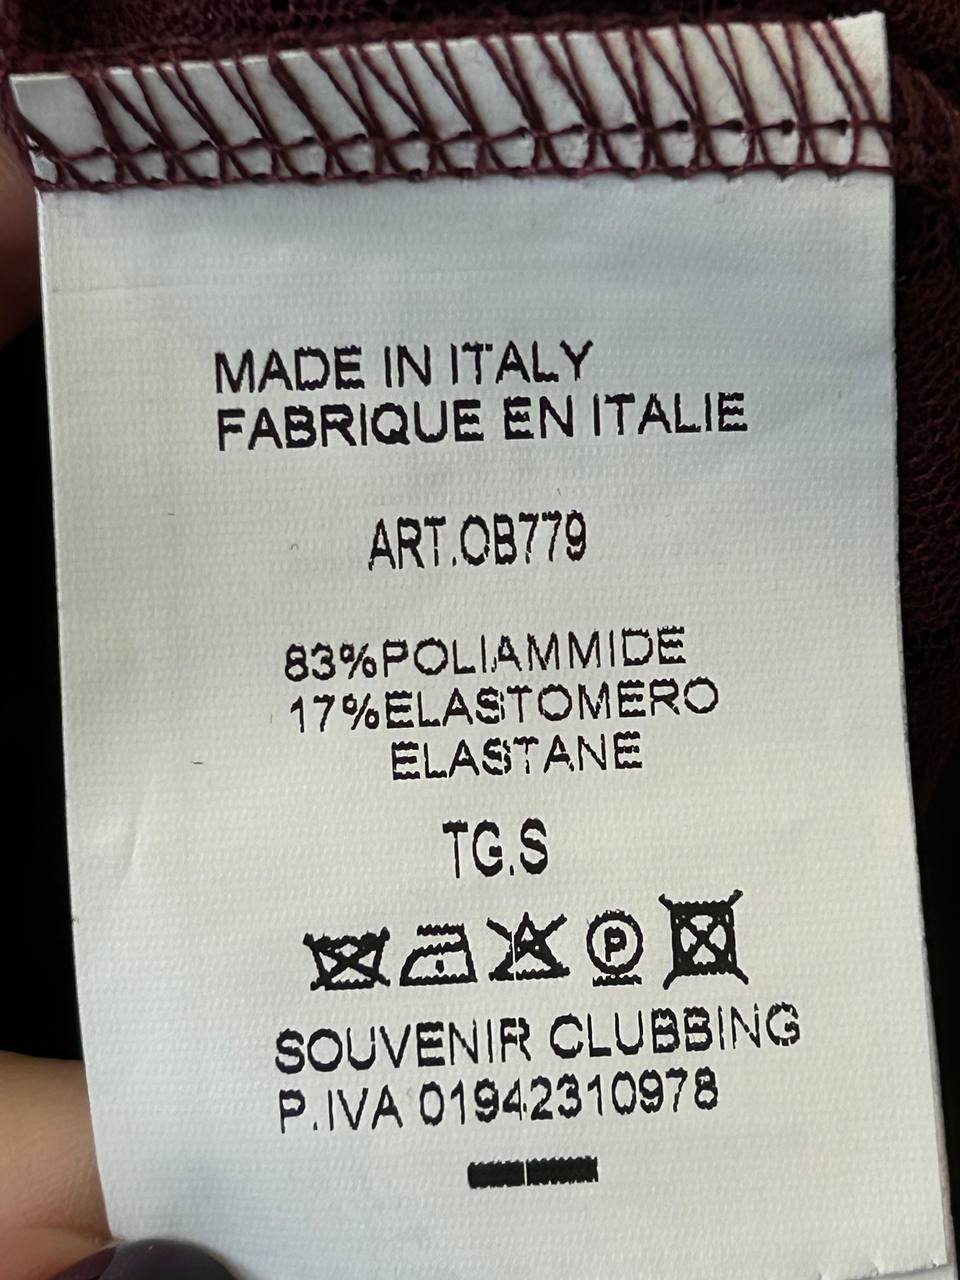 MADE IN ITALY
FABRIQUE EN ITALIE
ART.OB779
83%POLIAMMIDE
17%ELASTOMERO
ELASTANE
TG.S
P
SOUVENIR CLUBBING
P.IVA 01942310978